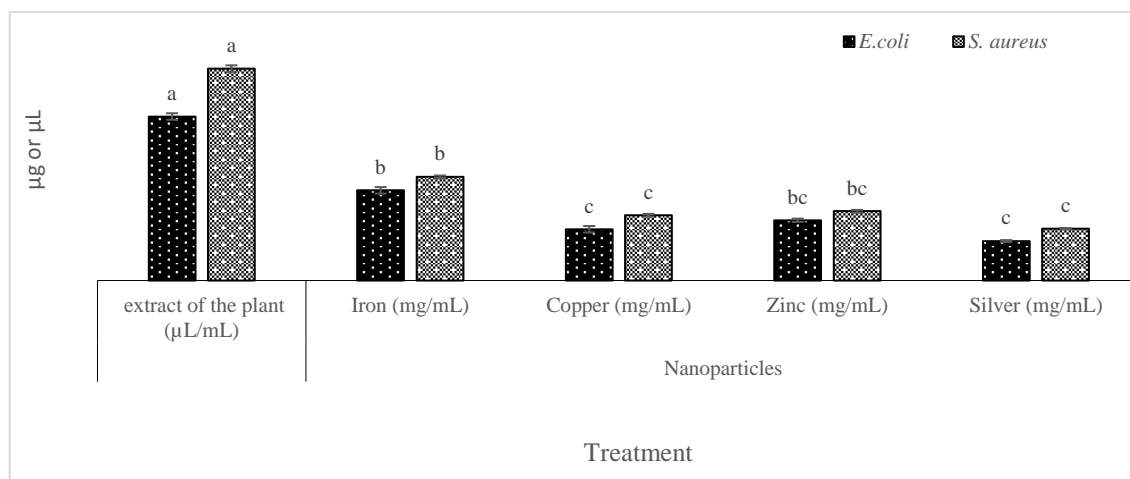 E.coli
S. aureus
µg or µL
a
a
b
b
c
c
bc
bc
c
c
extract of the plant
(µL/mL)
Iron (mg/mL)
Copper (mg/mL)
Zinc (mg/mL)
Silver (mg/mL)
Nanoparticles
Treatment